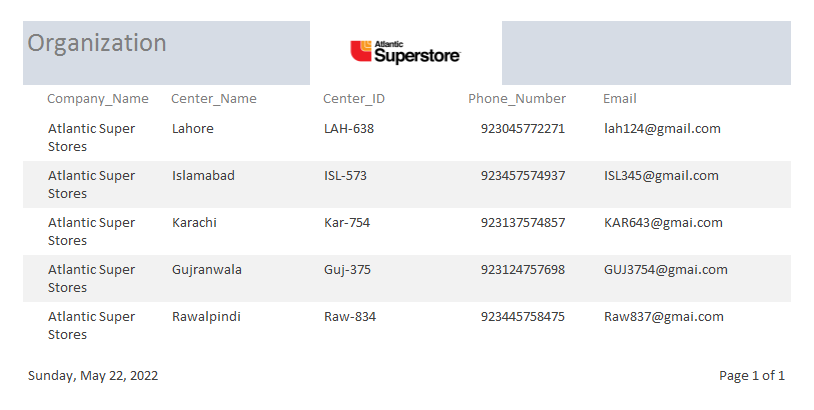 Organization
Atlantic
Superstore
Company_Name Center_Name Center_ID Phone_Number Email
Atlantic Super Lahore LAH-638 923045772271 lah124@gmail.com
Stores
Atlantic Super Islamabad ISL-573 923457574937 ISL345@gmail.com
Stores
Atlantic Super Karachi Kar-754 923137574857 KAR643@gmai.com
Stores
Atlantic Super Gujranwala Guj-375 923124757698 GUJ3754@gmai.com
Stores
Atlantic Super Rawalpindi Raw-834 923445758475 Raw837@gmai.com
Stores
Sunday, May 22, 2022 Page 1 of 1